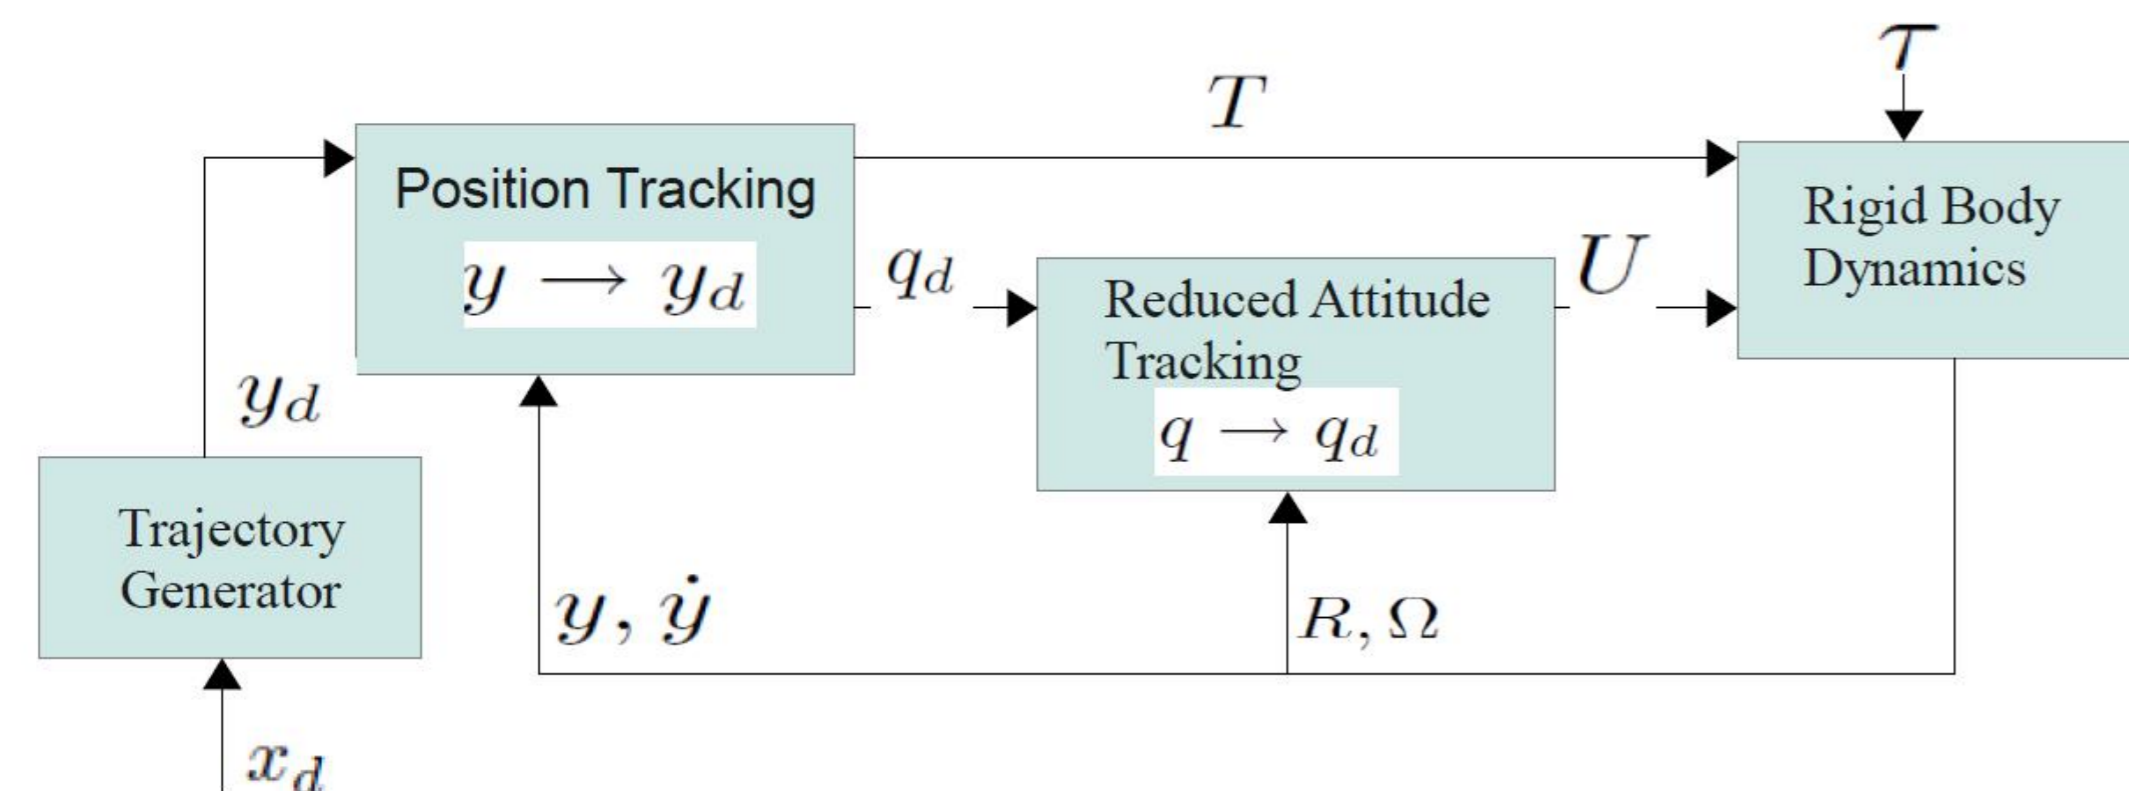 τ
T
Position Tracking
y → y_d
q_d
Reduced Attitude
Tracking
q → q_d
U
Rigid Body
Dynamics
y_d
Trajectory
Generator
y, ẏ
R, Ω
x_d